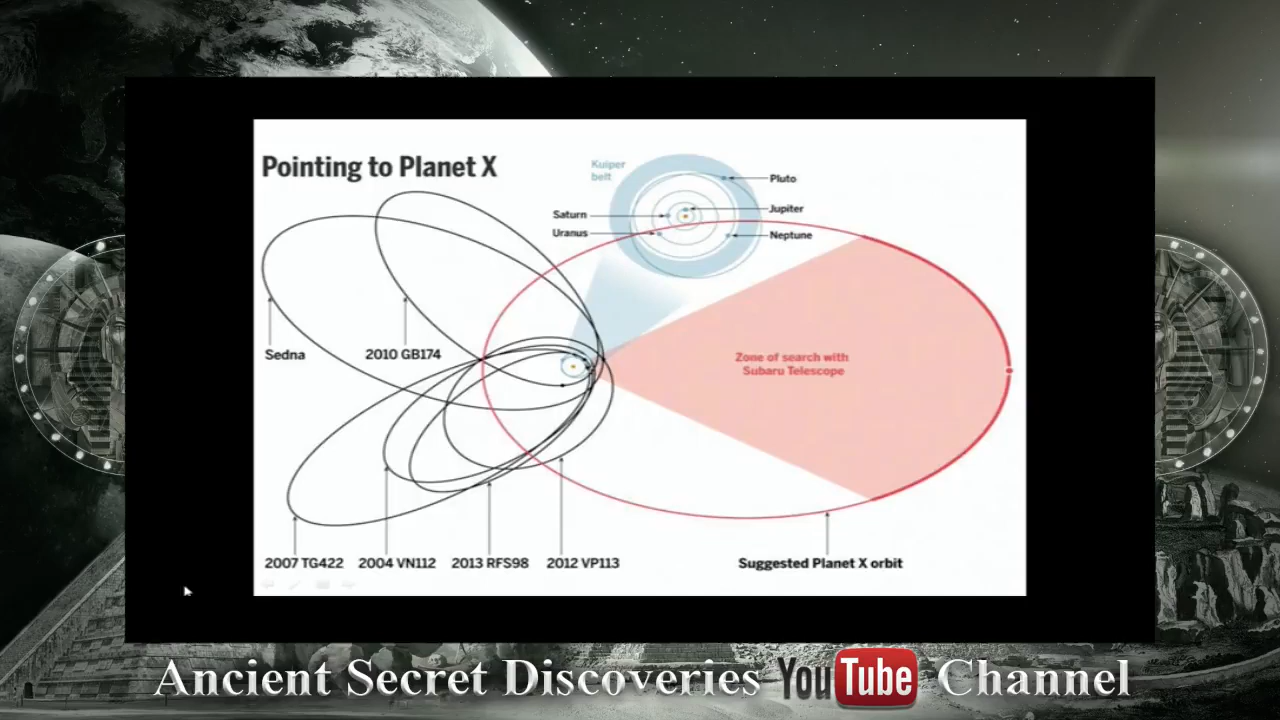 Pointing to Planet X
Kuiper
belt
Pluto
Saturn
Jupiter
Uranus
Neptune
Sedna
2010 GB174
Zone of search with
Subaru Telescope
2007 TG422
2004 VN112
2013 RFS98
2012 VP113
Suggested Planet X orbit
Ancient Secret Discoveries YouTube Channel